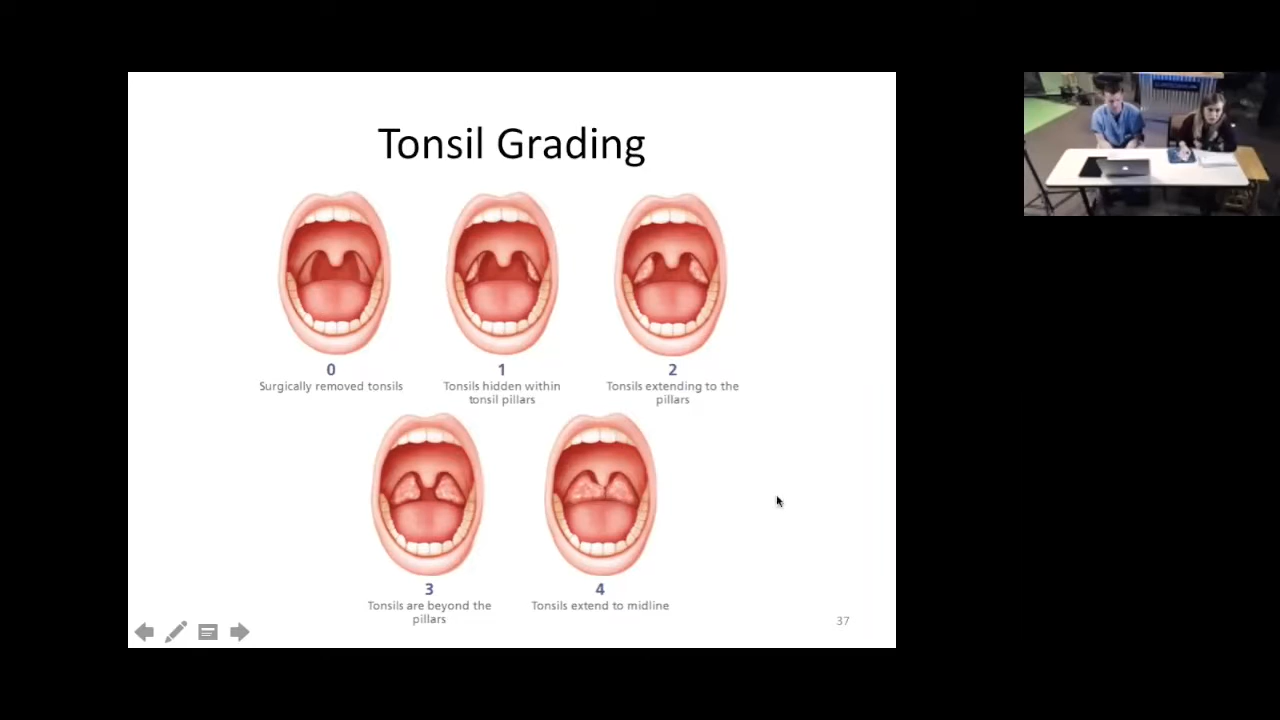 Tonsil Grading
0
Surgically removed tonsils
1
Tonsils hidden within
tonsil pillars
2
Tonsils extending to the
pillars
3
Tonsils are beyond the
pillars
4
Tonsils extend to midline
37